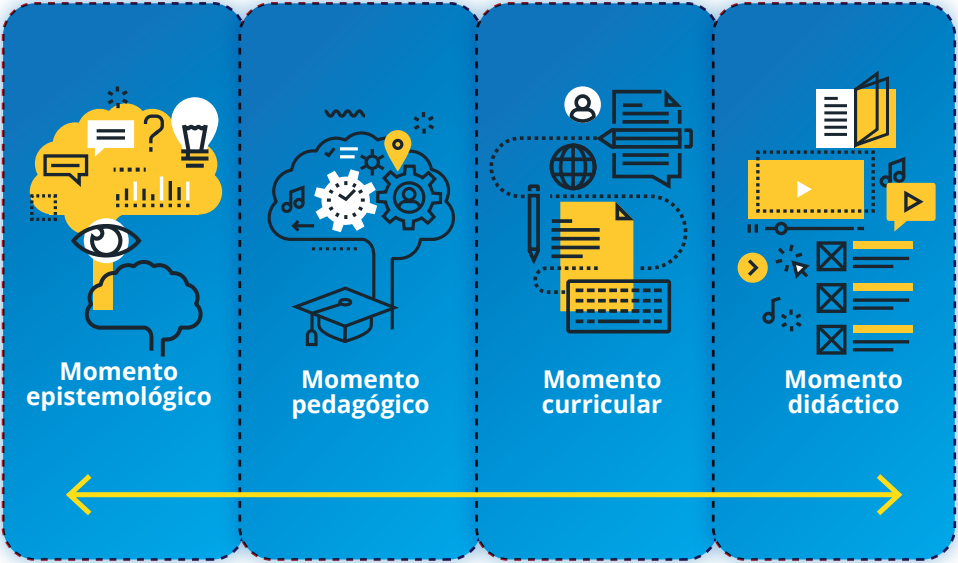 Momento
epistemológico
Momento
pedagógico
Momento
curricular
Momento
didáctico